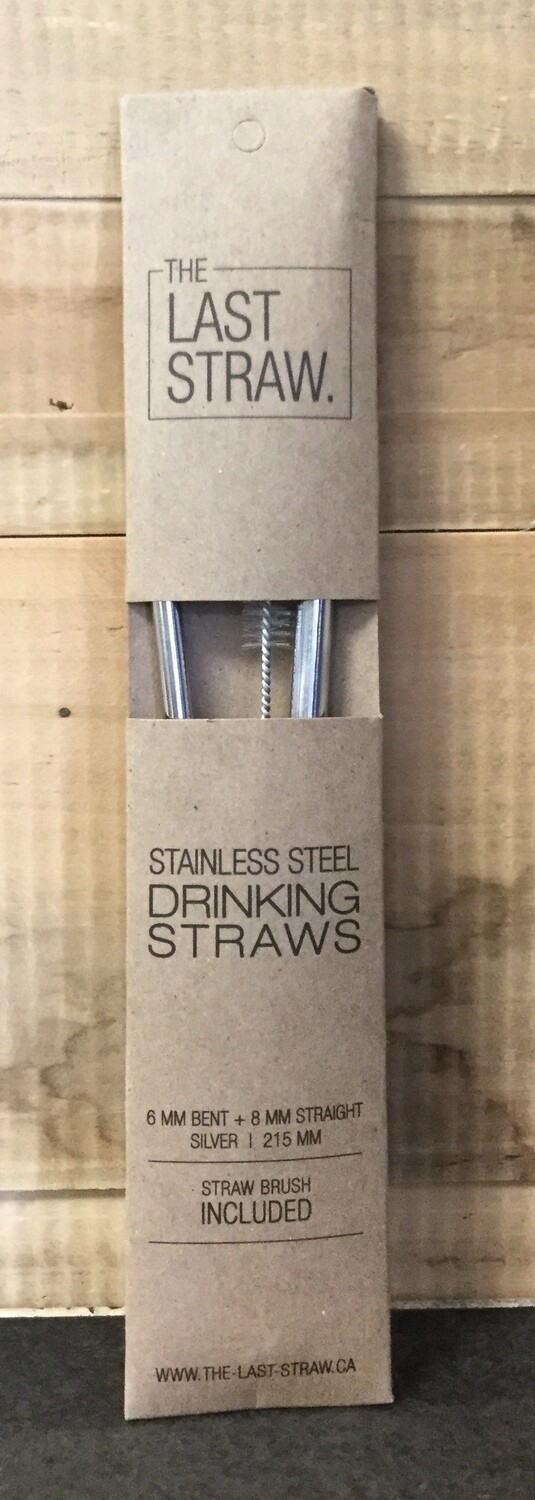 THE
LAST
STRAW.
STAINLESS STEEL
DRINKING
STRAWS
6 MM BENT + 8 MM STRAIGHT
SILVER | 215 MM
STRAW BRUSH
INCLUDED
WWW.THE-LAST-STRAW.CA